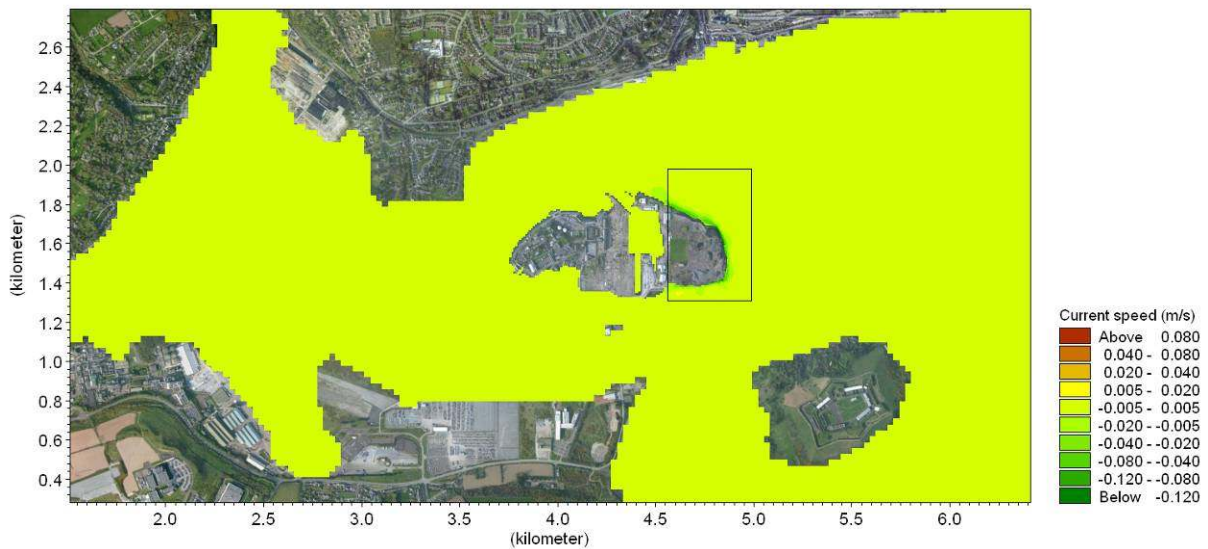 2.6
2.4
2.2
2.0
1.8
1.6
1.4
1.2
1.0
0.8
0.6
0.4
(kilometer)
2.0 2.5 3.0 3.5 4.0 4.5 5.0 5.5 6.0
(kilometer)
Current speed (m/s)
Above 0.080
0.040 - 0.080
0.020 - 0.040
0.005 - 0.020
-0.005 - 0.005
-0.020 - -0.005
-0.040 - -0.020
-0.080 - -0.040
-0.120 - -0.080
Below -0.120